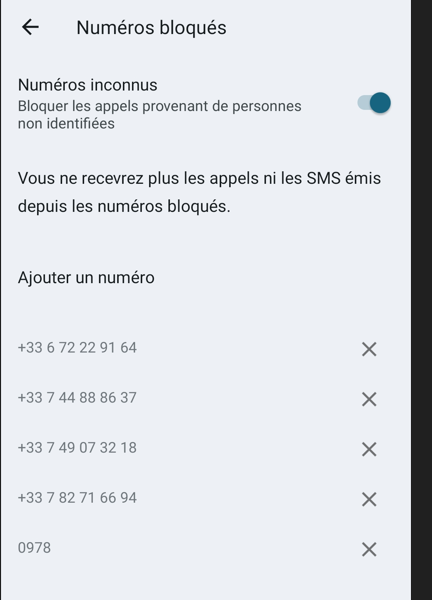 Numéros bloqués
Numéros inconnus
Bloquer les appels provenant de personnes
non identifiées
Vous ne recevrez plus les appels ni les SMS émis
depuis les numéros bloqués.
Ajouter un numéro
+33 6 72 22 91 64
+33 7 44 88 86 37
+33 7 49 07 32 18
+33 7 82 71 66 94
0978